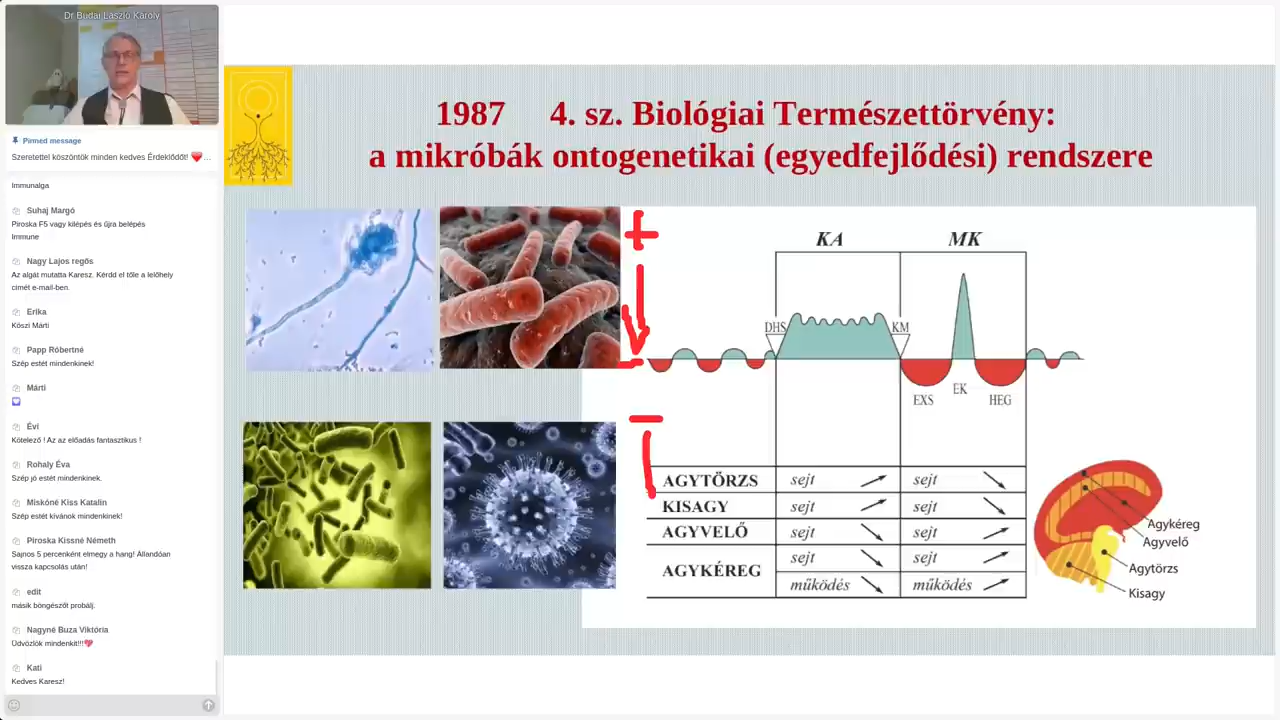 Dr Budai László Károly
Pinned message
Szeretettel köszöntök minden kedves Érdeklődőt! ❤️...
Immunalga
Suhaj Margó
Piroska F5 vagy kilépés és újra belépés
Immune
Nagy Lajos regős
Az algát mutatta Karesz. Kérdd el tőle a lelőhely
címét e-mail-ben.
Erika
Köszi Márti
Papp Róbertné
Szép estét mindenkinek!
Márti
Évi
Kötelező ! Az az előadás fantasztikus !
Rohaly Éva
Szép jó estét mindenkinek.
Miskóné Kiss Katalin
Szép estét kívánok mindenkinek!
Piroska Kissné Németh
Sajnos 5 percenként elmegy a hang! Állandóan
vissza kapcsolás után!
edit
másik böngészőt probálj.
Nagyné Buza Viktória
Üdvözlök mindenkit!!!💖
Kati
Kedves Karesz!
1987 4. sz. Biológiai Természettörvény:
a mikróbák ontogenetikai (egyedfejlődési) rendszere
KA MK
DHS KM
EXS EK HEG
AGYTÖRZS sejt sejt
KISAGY sejt sejt
AGYVELŐ sejt sejt
AGYKÉREG sejt sejt
működés működés
Agykéreg
Agyvelő
Agytörzs
Kisagy